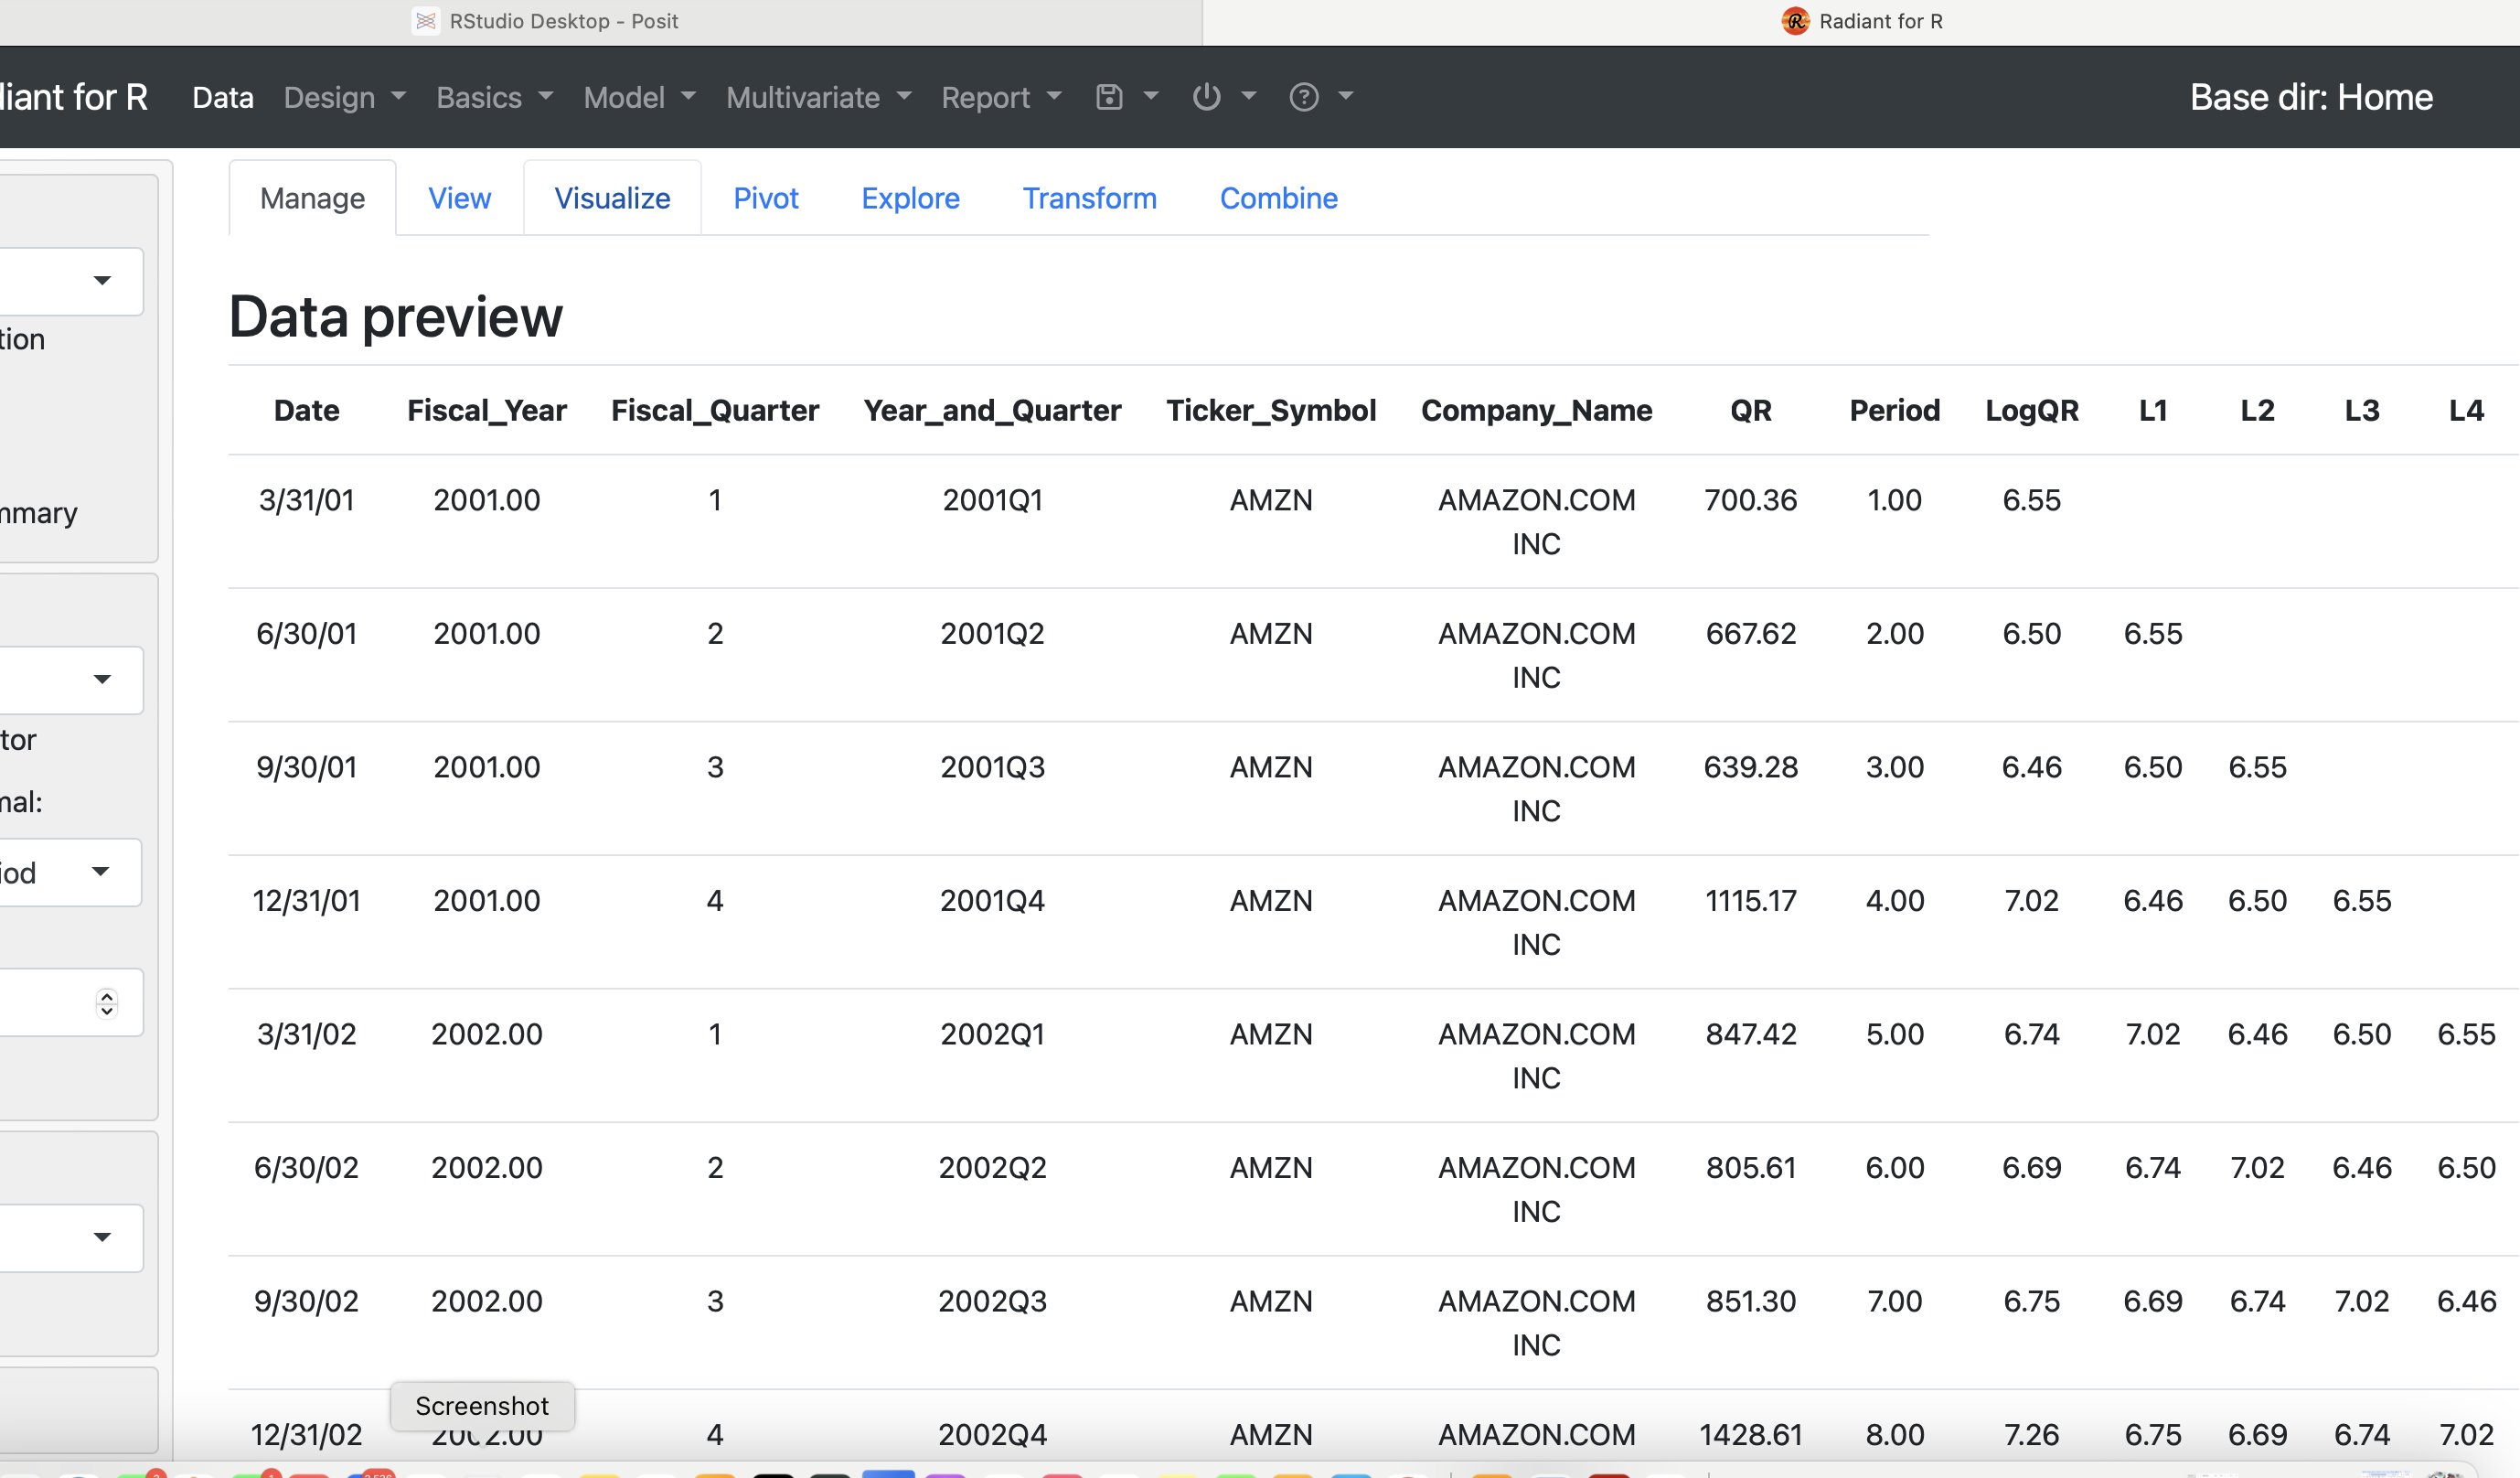 RStudio Desktop - Posit
Radiant for R
diant for R Data Design Basics Model Multivariate Report Base dir: Home
Manage View Visualize Pivot Explore Transform Combine
tion
mmary
tor
mal:
iod
Data preview
Date Fiscal_Year Fiscal_Quarter Year_and_Quarter Ticker_Symbol Company_Name QR Period LogQR L1 L2 L3 L4
3/31/01 2001.00 1 2001Q1 AMZN AMAZON.COM INC 700.36 1.00 6.55
6/30/01 2001.00 2 2001Q2 AMZN AMAZON.COM INC 667.62 2.00 6.50 6.55
9/30/01 2001.00 3 2001Q3 AMZN AMAZON.COM INC 639.28 3.00 6.46 6.50 6.55
12/31/01 2001.00 4 2001Q4 AMZN AMAZON.COM INC 1115.17 4.00 7.02 6.46 6.50 6.55
3/31/02 2002.00 1 2002Q1 AMZN AMAZON.COM INC 847.42 5.00 6.74 7.02 6.46 6.50 6.55
6/30/02 2002.00 2 2002Q2 AMZN AMAZON.COM INC 805.61 6.00 6.69 6.74 7.02 6.46 6.50
9/30/02 2002.00 3 2002Q3 AMZN AMAZON.COM INC 851.30 7.00 6.75 6.69 6.74 7.02 6.46
Screenshot
12/31/02 2002.00 4 2002Q4 AMZN AMAZON.COM 1428.61 8.00 7.26 6.75 6.69 6.74 7.02